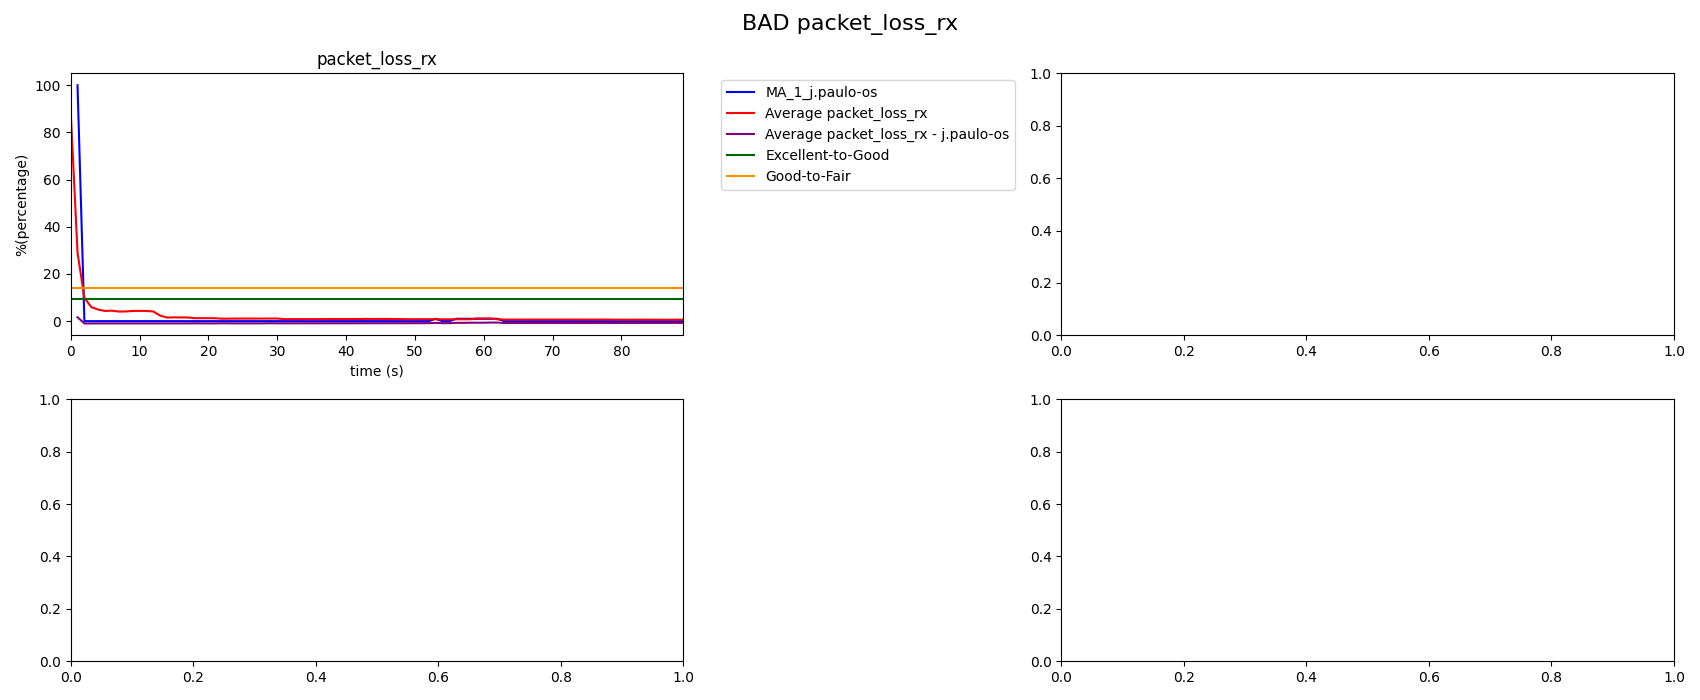 BAD packet_loss_rx
packet_loss_rx
100
80
60
40
20
0
%(percentage)
0 10 20 30 40 50 60 70 80
time (s)
MA_1_j.paulo-os
Average packet_loss_rx
Average packet_loss_rx - j.paulo-os
Excellent-to-Good
Good-to-Fair
1.0
0.8
0.6
0.4
0.2
0.0
0.0 0.2 0.4 0.6 0.8 1.0
1.0
0.8
0.6
0.4
0.2
0.0
0.0 0.2 0.4 0.6 0.8 1.0
1.0
0.8
0.6
0.4
0.2
0.0
0.0 0.2 0.4 0.6 0.8 1.0